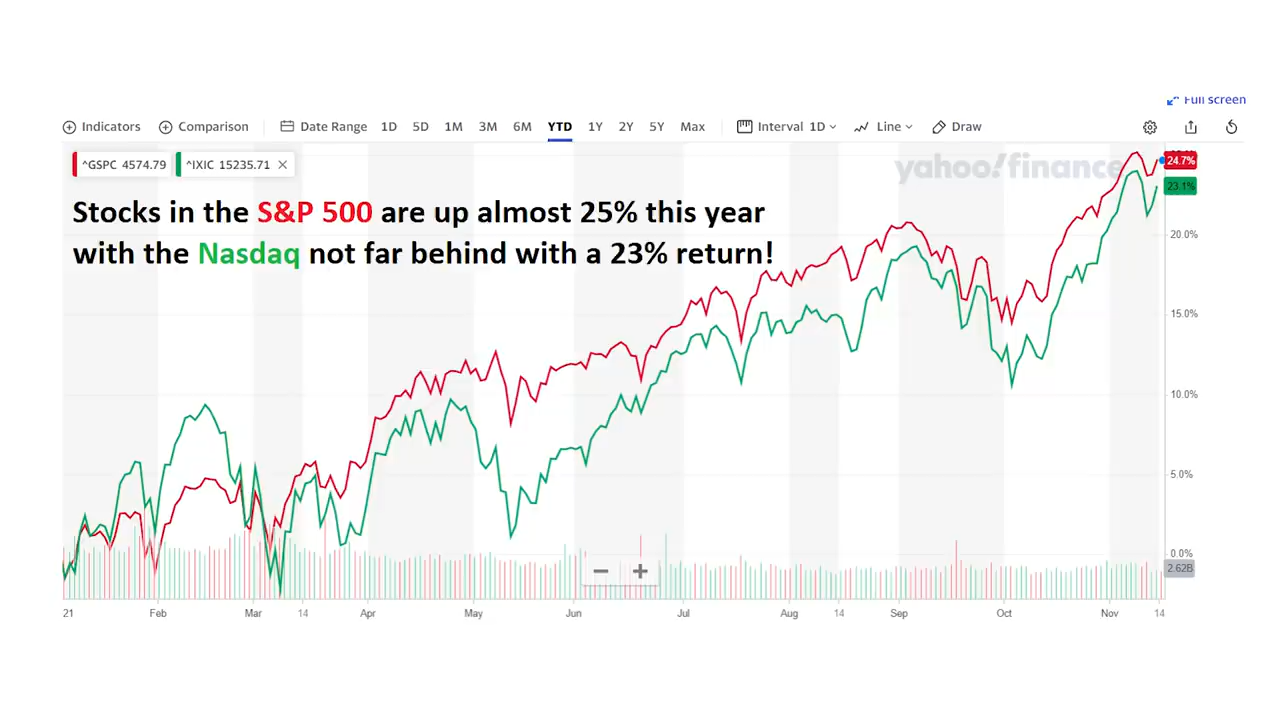 Full screen
Indicators Comparison Date Range 1D 5D 1M 3M 6M YTD 1Y 2Y 5Y Max Interval 1D Line Draw
^GSPC 4574.79 ^IXIC 15235.71
yahoo!finance
24.7%
23.1%
Stocks in the S&P 500 are up almost 25% this year
with the Nasdaq not far behind with a 23% return!
20.0%
15.0%
10.0%
5.0%
0.0%
2.62B
21 Feb Mar 14 Apr May Jun Jul Aug 14 Sep Oct Nov 14